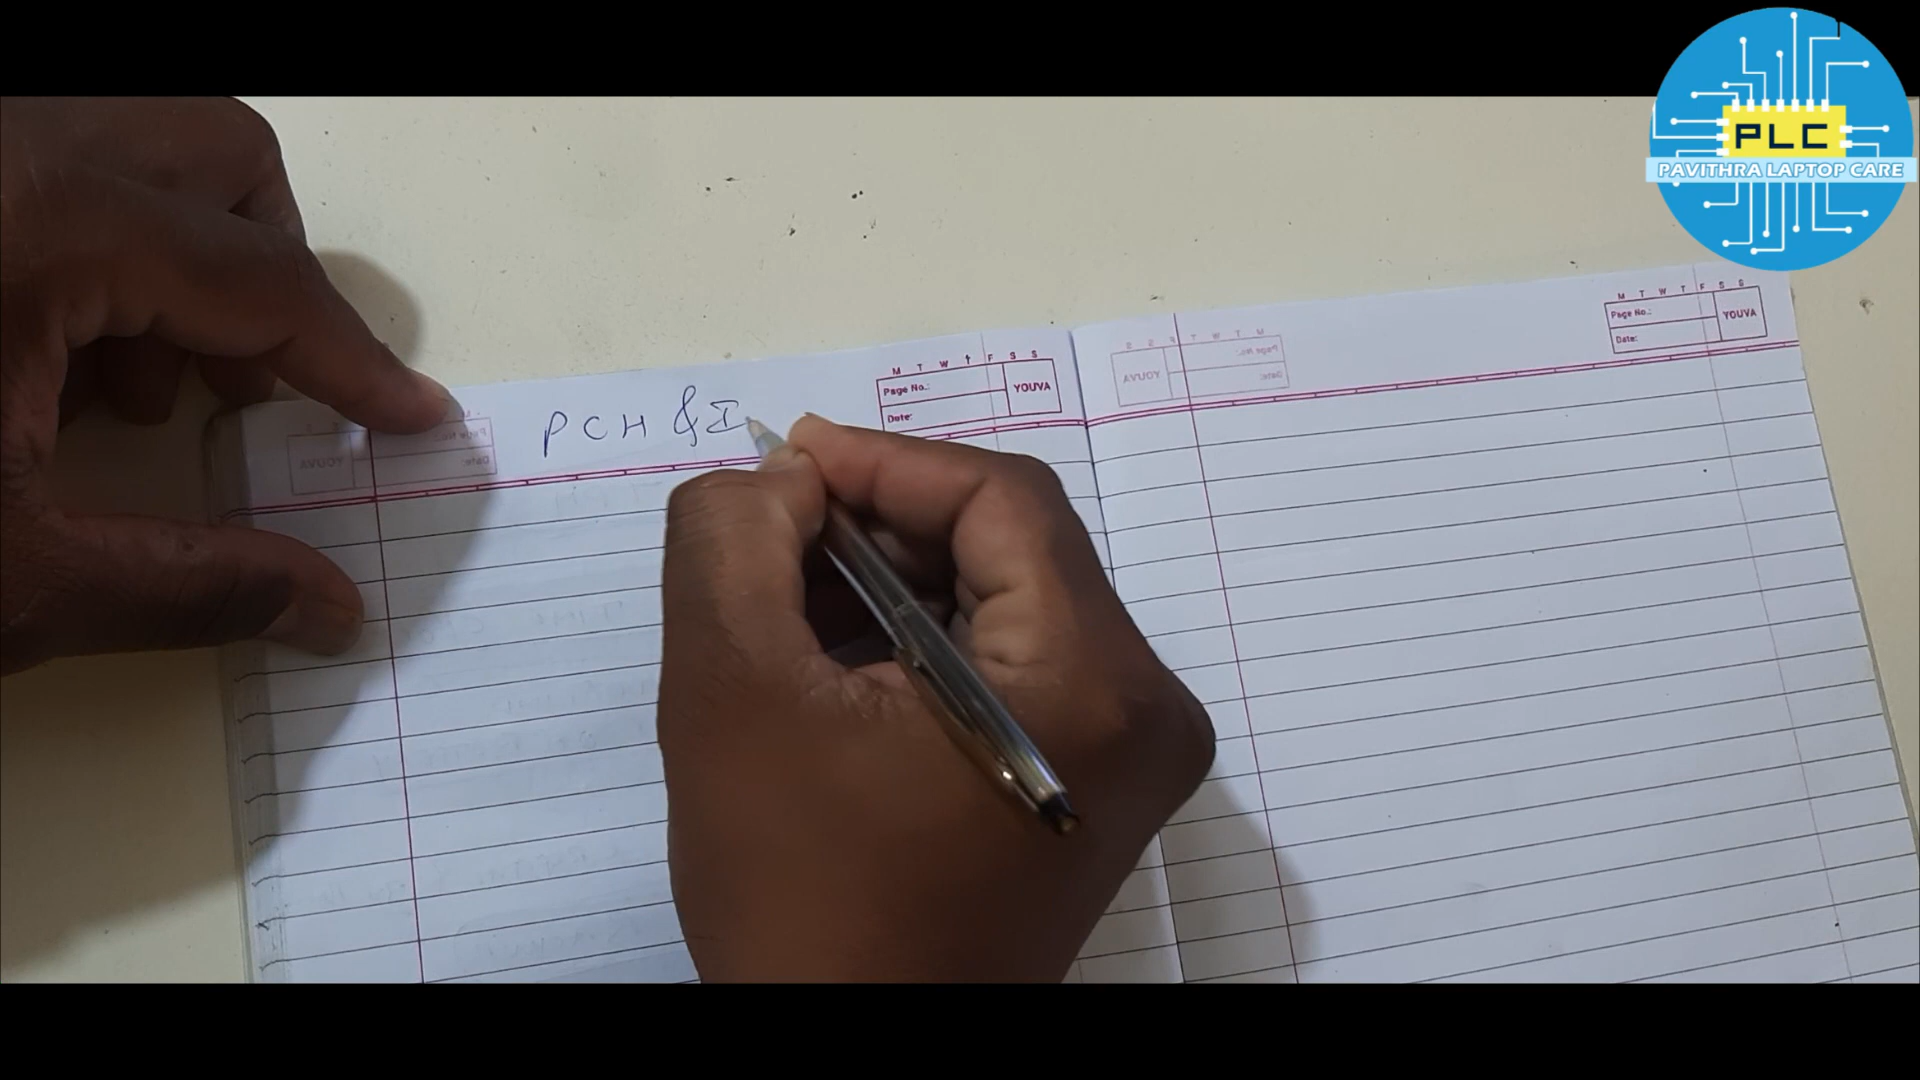 PLC
PAVITHRA LAPTOP CARE
M T W T F S S
Page No.:
YOUVA
Date:
M T W T F S S
Page No.:
YOUVA
Date:
PCH & I